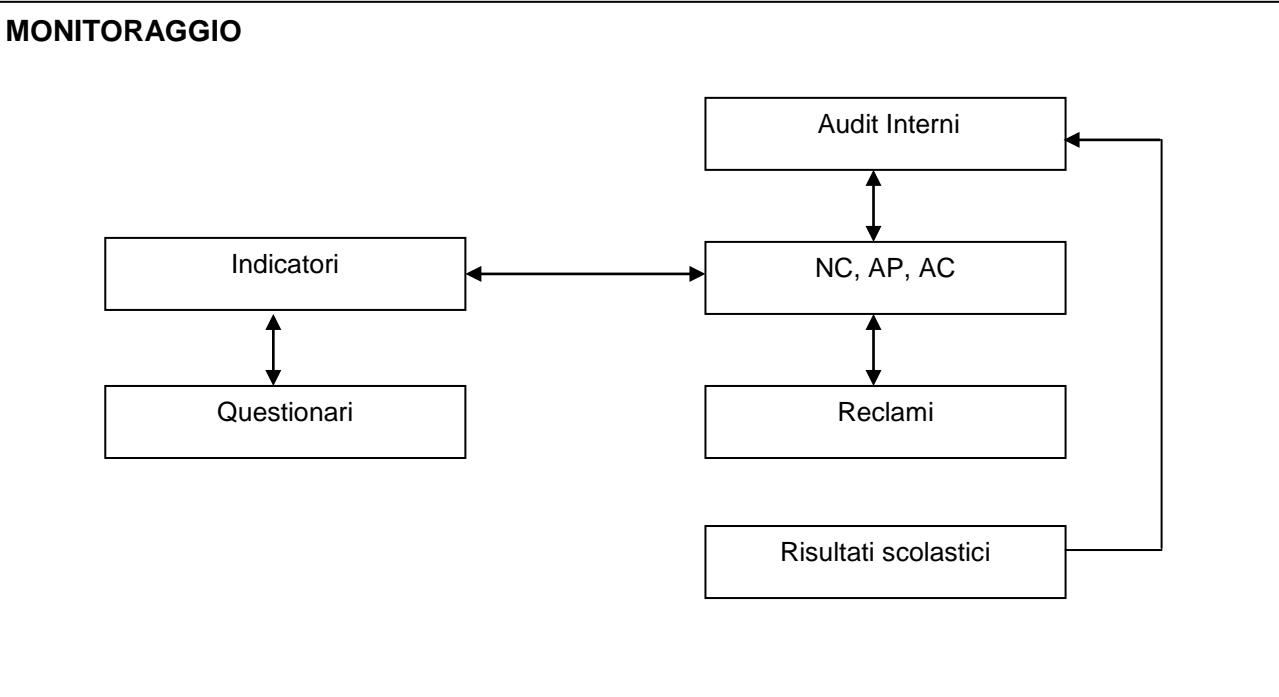 MONITORAGGIO
Audit Interni
Indicatori
NC, AP, AC
Questionari
Reclami
Risultati scolastici